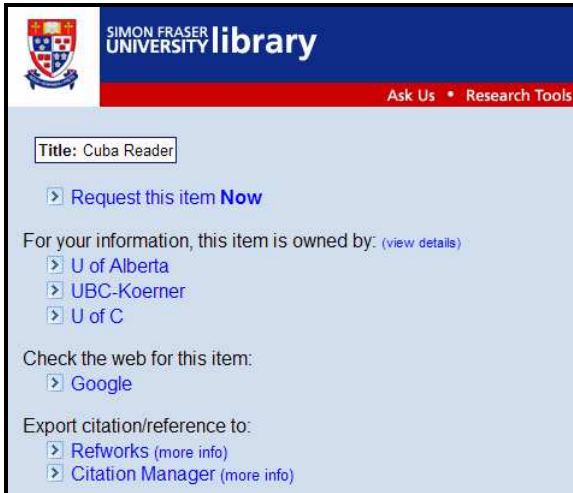 SIMON FRASER
UNIVERSITY library
Ask Us • Research Tools
Title: Cuba Reader
Request this item Now
For your information, this item is owned by: (view details)
U of Alberta
UBC-Koerner
U of C
Check the web for this item:
Google
Export citation/reference to:
Refworks (more info)
Citation Manager (more info)